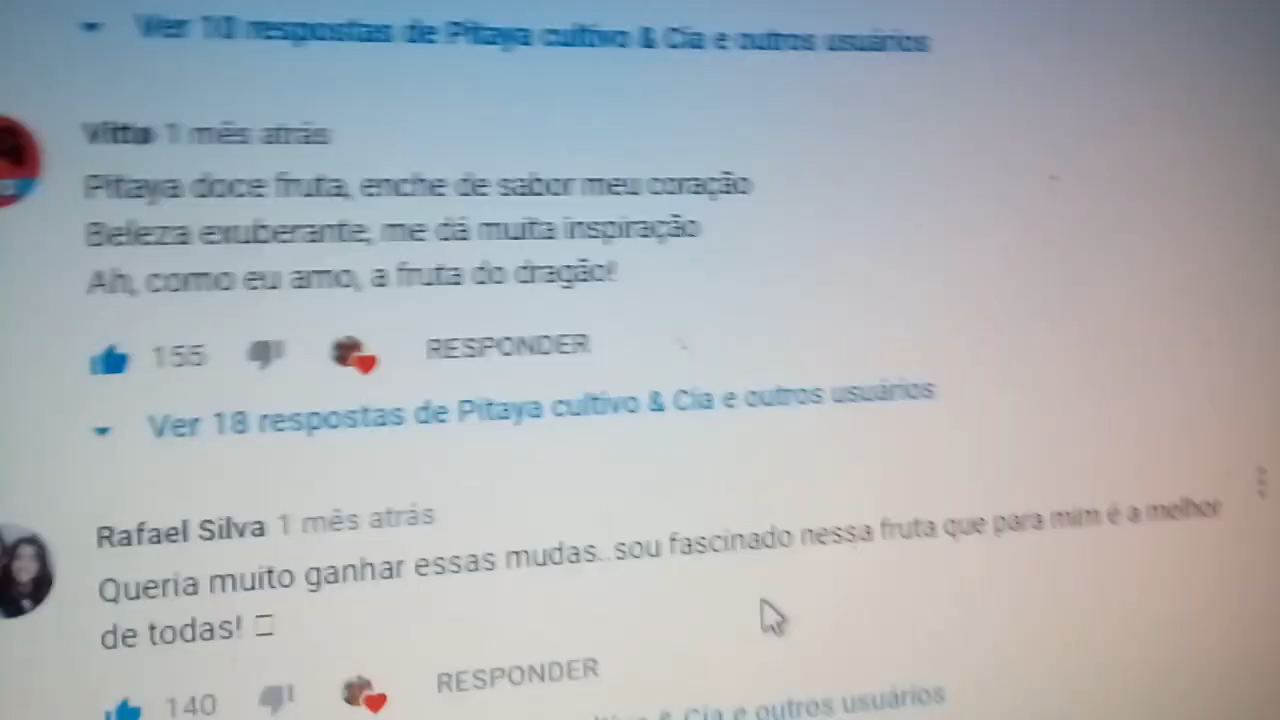 Ver 10 respostas de Pitaya cultivo & Cia e outros usuários
1 mês atrás
Pitaya doce fruta, enche de sabor meu coração
Beleza exuberante, me dá muita inspiração
Ah, como eu amo, a fruta do dragão!
155 RESPONDER
Ver 18 respostas de Pitaya cultivo & Cia e outros usuários
Rafael Silva 1 mês atrás
Queria muito ganhar essas mudas..sou fascinado nessa fruta que para mim é a melhor
de todas!
140 RESPONDER
& Cia e outros usuários